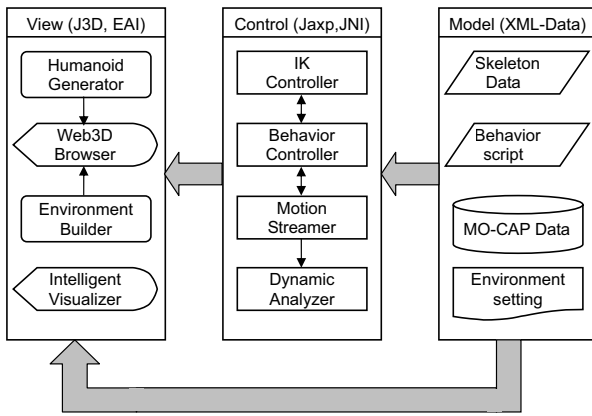 View (J3D, EAI)
Humanoid
Generator
Web3D
Browser
Environment
Builder
Intelligent
Visualizer
Control (Jaxp,JNI)
IK
Controller
Behavior
Controller
Motion
Streamer
Dynamic
Analyzer
Model (XML-Data)
Skeleton
Data
Behavior
script
MO-CAP Data
Environment
setting